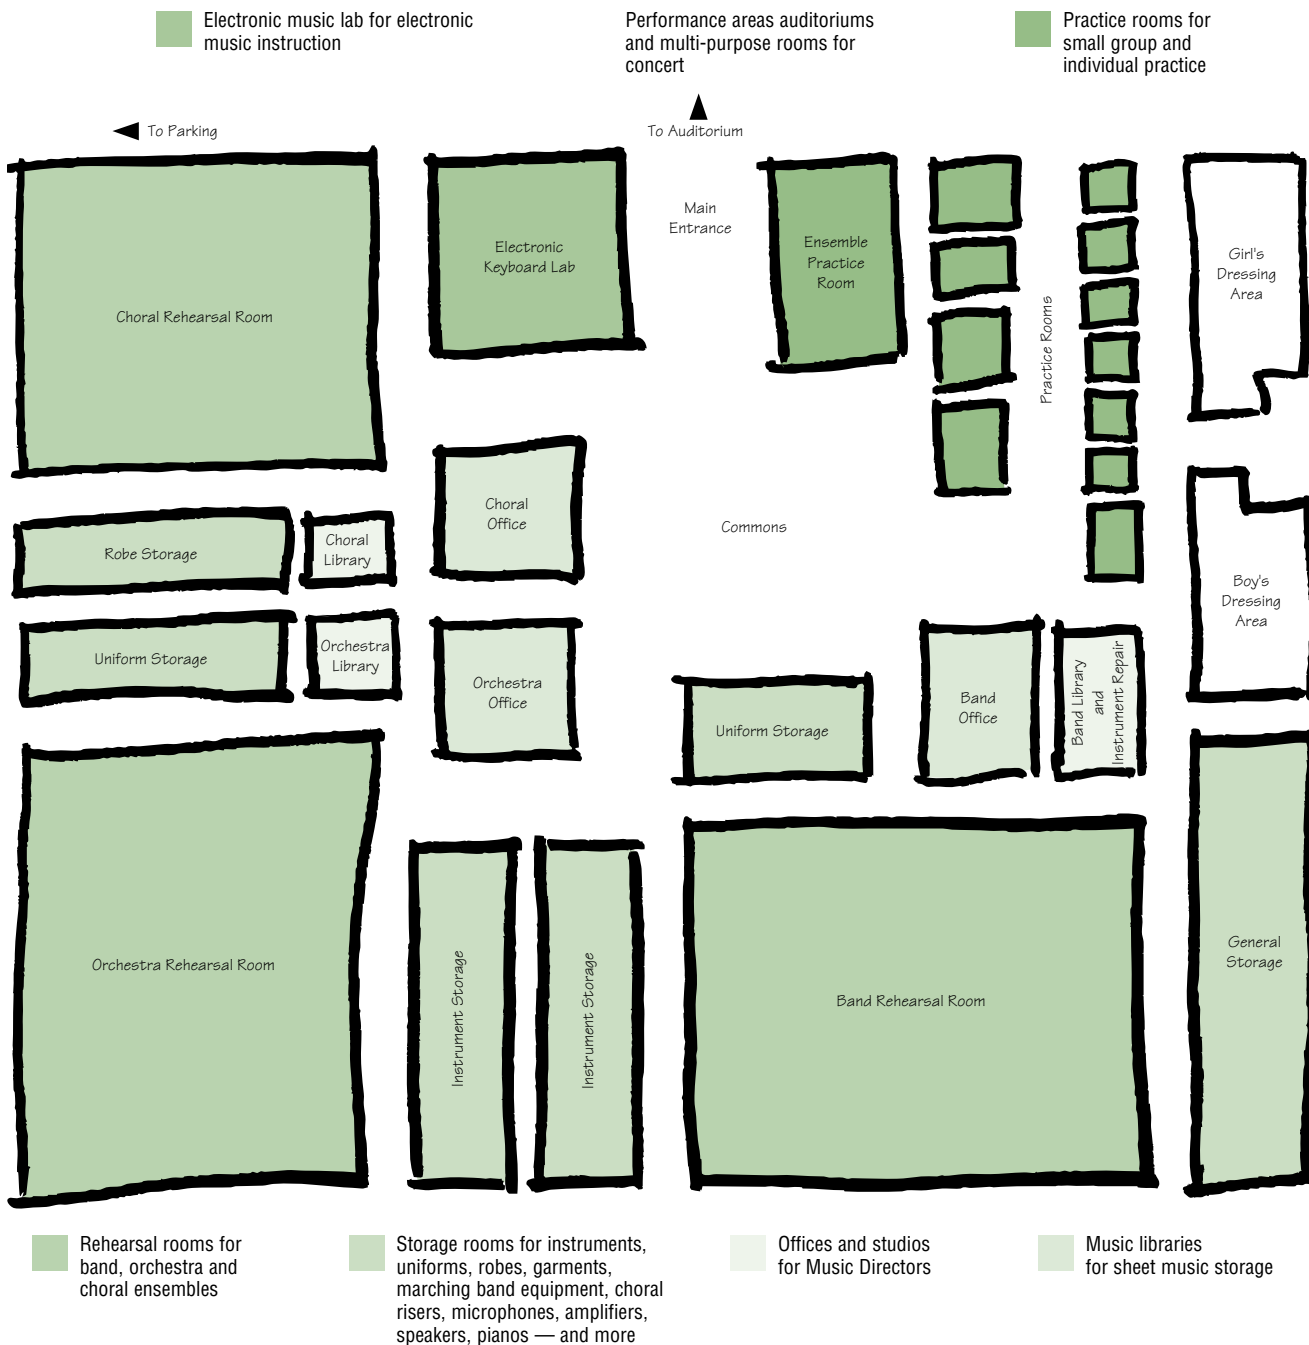 Electronic music lab for electronic
music instruction
Performance areas auditoriums
and multi-purpose rooms for
concert
Practice rooms for
small group and
individual practice
To Parking
To Auditorium
Main
Entrance
Choral Rehearsal Room
Electronic
Keyboard Lab
Ensemble
Practice
Room
Practice Rooms
Girl's
Dressing
Area
Choral
Office
Commons
Robe Storage
Choral
Library
Boy's
Dressing
Area
Uniform Storage
Orchestra
Library
Orchestra
Office
Uniform Storage
Band
Office
Band Library
and
Instrument Repair
Orchestra Rehearsal Room
Instrument Storage
Instrument Storage
Band Rehearsal Room
General
Storage
Rehearsal rooms for
band, orchestra and
choral ensembles
Storage rooms for instruments,
uniforms, robes, garments,
marching band equipment, choral
risers, microphones, amplifiers,
speakers, pianos — and more
Offices and studios
for Music Directors
Music libraries
for sheet music storage